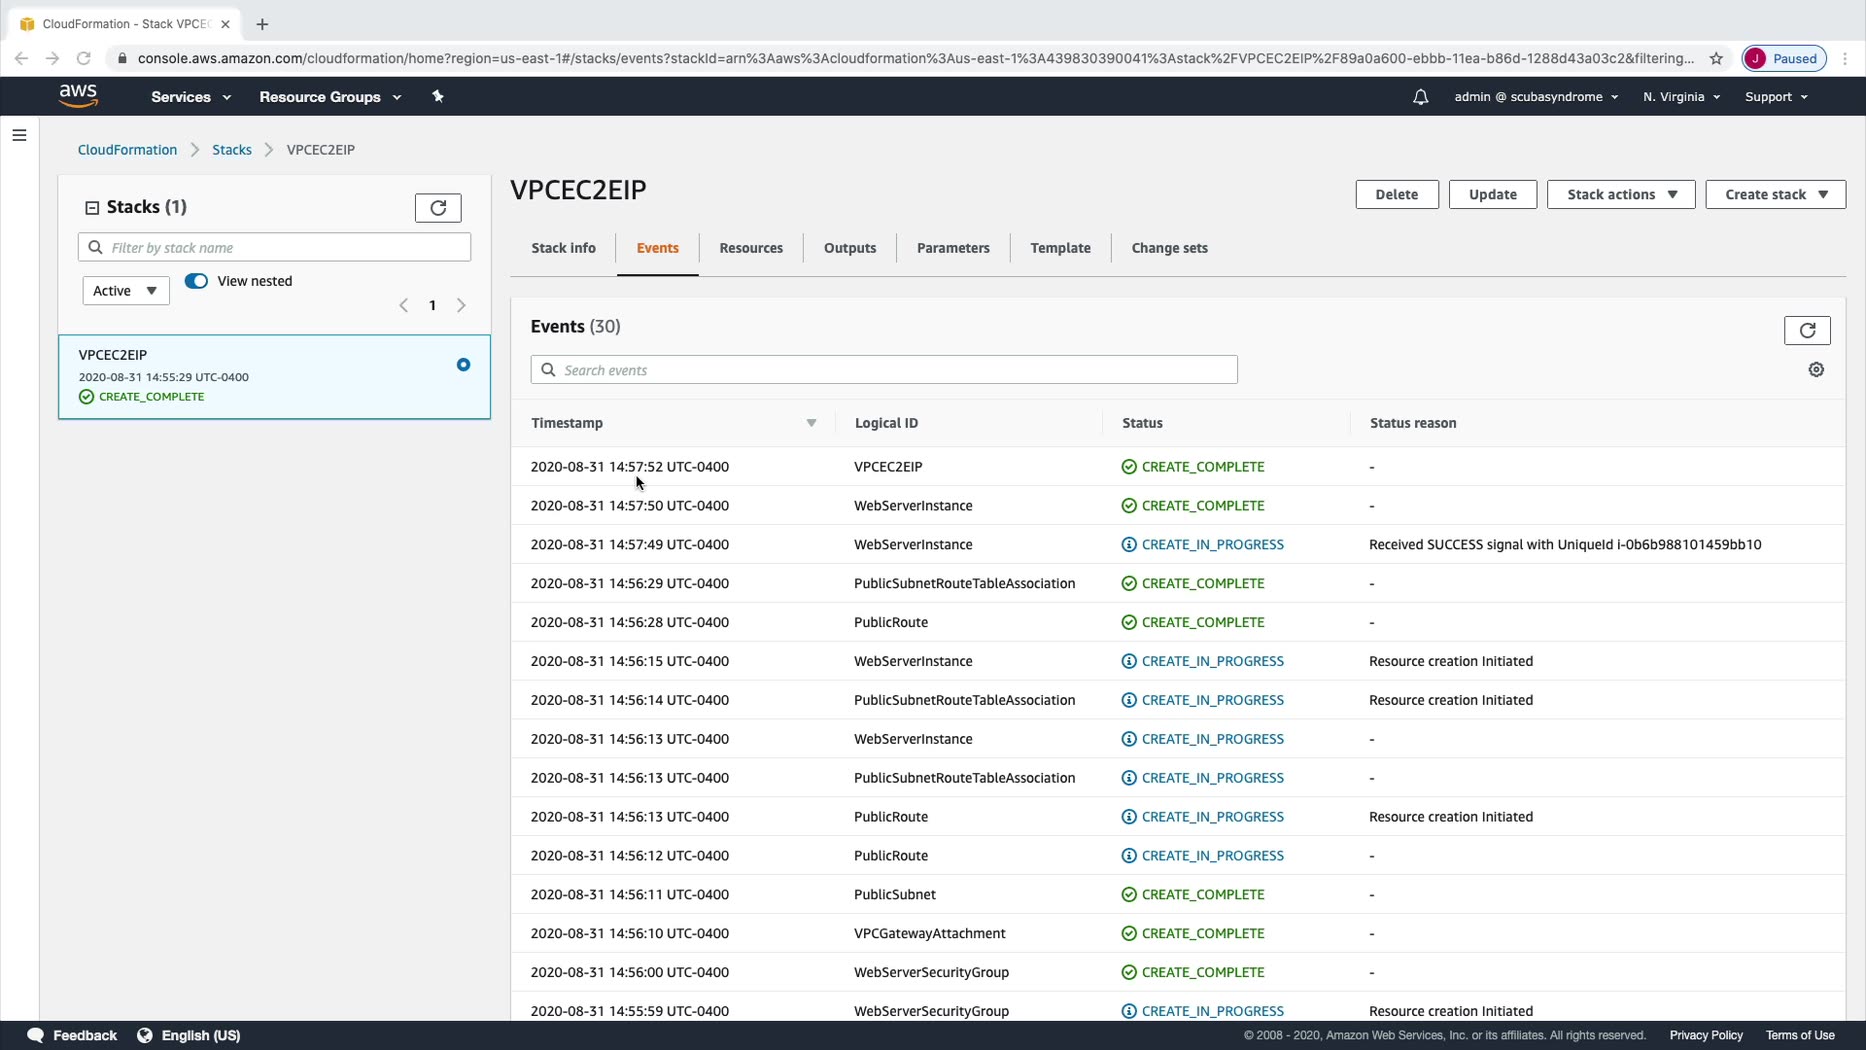 CloudFormation - Stack VPCEC
console.aws.amazon.com/cloudformation/home?region=us-east-1#/stacks/events?stackId=arn%3Aaws%3Acloudformation%3Aus-east-1%3A439830390041%3Astack%2FVPCEC2EIP%2F89a0a600-ebbb-11ea-b86d-1288d43a03c2&filtering...
J Paused
aws Services Resource Groups admin @ scubasyndrome N. Virginia Support
CloudFormation > Stacks > VPCEC2EIP
Stacks (1)
Filter by stack name
Active
View nested
1
VPCEC2EIP
2020-08-31 14:55:29 UTC-0400
CREATE_COMPLETE
VPCEC2EIP
Delete Update Stack actions Create stack
Stack info Events Resources Outputs Parameters Template Change sets
Events (30)
Search events
Timestamp Logical ID Status Status reason
2020-08-31 14:57:52 UTC-0400 VPCEC2EIP CREATE_COMPLETE -
2020-08-31 14:57:50 UTC-0400 WebServerInstance CREATE_COMPLETE -
2020-08-31 14:57:49 UTC-0400 WebServerInstance CREATE_IN_PROGRESS Received SUCCESS signal with UniqueId i-0b6b988101459bb10
2020-08-31 14:56:29 UTC-0400 PublicSubnetRouteTableAssociation CREATE_COMPLETE -
2020-08-31 14:56:28 UTC-0400 PublicRoute CREATE_COMPLETE -
2020-08-31 14:56:15 UTC-0400 WebServerInstance CREATE_IN_PROGRESS Resource creation Initiated
2020-08-31 14:56:14 UTC-0400 PublicSubnetRouteTableAssociation CREATE_IN_PROGRESS Resource creation Initiated
2020-08-31 14:56:13 UTC-0400 WebServerInstance CREATE_IN_PROGRESS -
2020-08-31 14:56:13 UTC-0400 PublicSubnetRouteTableAssociation CREATE_IN_PROGRESS -
2020-08-31 14:56:13 UTC-0400 PublicRoute CREATE_IN_PROGRESS Resource creation Initiated
2020-08-31 14:56:12 UTC-0400 PublicRoute CREATE_IN_PROGRESS -
2020-08-31 14:56:11 UTC-0400 PublicSubnet CREATE_COMPLETE -
2020-08-31 14:56:10 UTC-0400 VPCGatewayAttachment CREATE_COMPLETE -
2020-08-31 14:56:00 UTC-0400 WebServerSecurityGroup CREATE_COMPLETE -
2020-08-31 14:55:59 UTC-0400 WebServerSecurityGroup CREATE_IN_PROGRESS Resource creation Initiated
Feedback English (US) © 2008 - 2020, Amazon Web Services, Inc. or its affiliates. All rights reserved. Privacy Policy Terms of Use